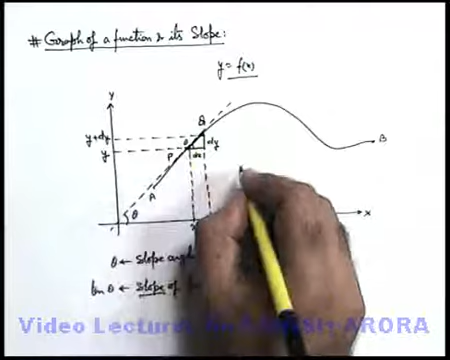 # Graph of a function & its Slope:
y = f(x)
y
Q
y+dy
dy
y
P
θ
dx
B
A
θ
x
θ ← Slope angle
tan θ ← Slope of
Video Lecture
ARORA